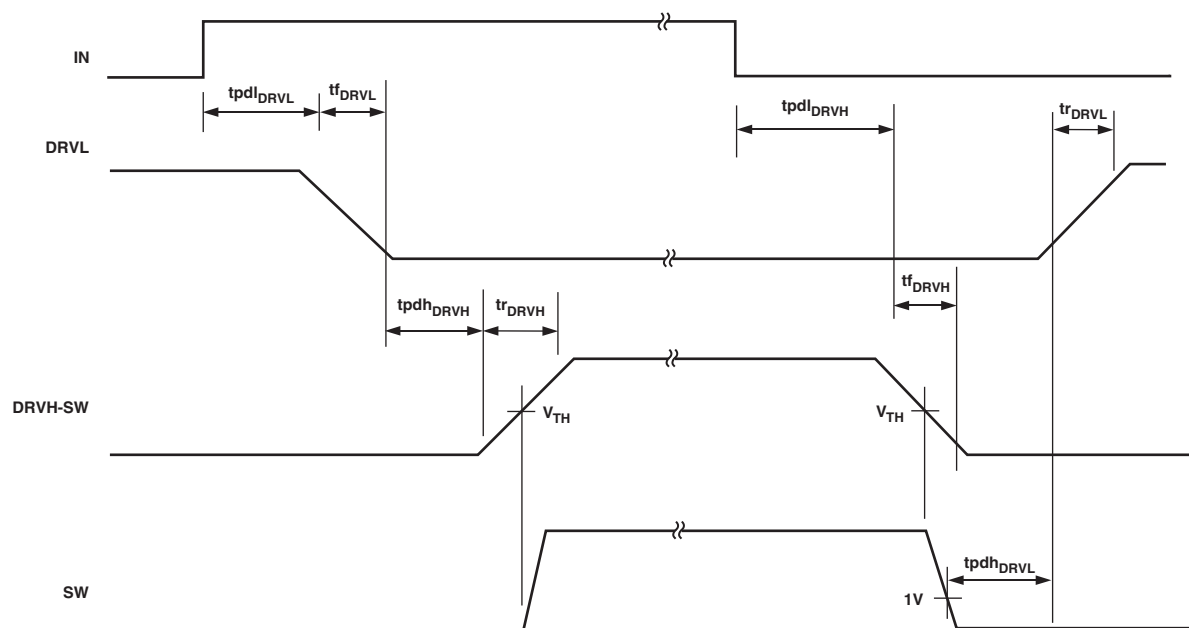 IN
tpdlDRVL
tfDRVL
tpdlDRVH
trDRVL
DRVL
tfDRVH
tpdhDRVH
trDRVH
DRVH-SW
VTH
VTH
tpdhDRVL
SW
1V